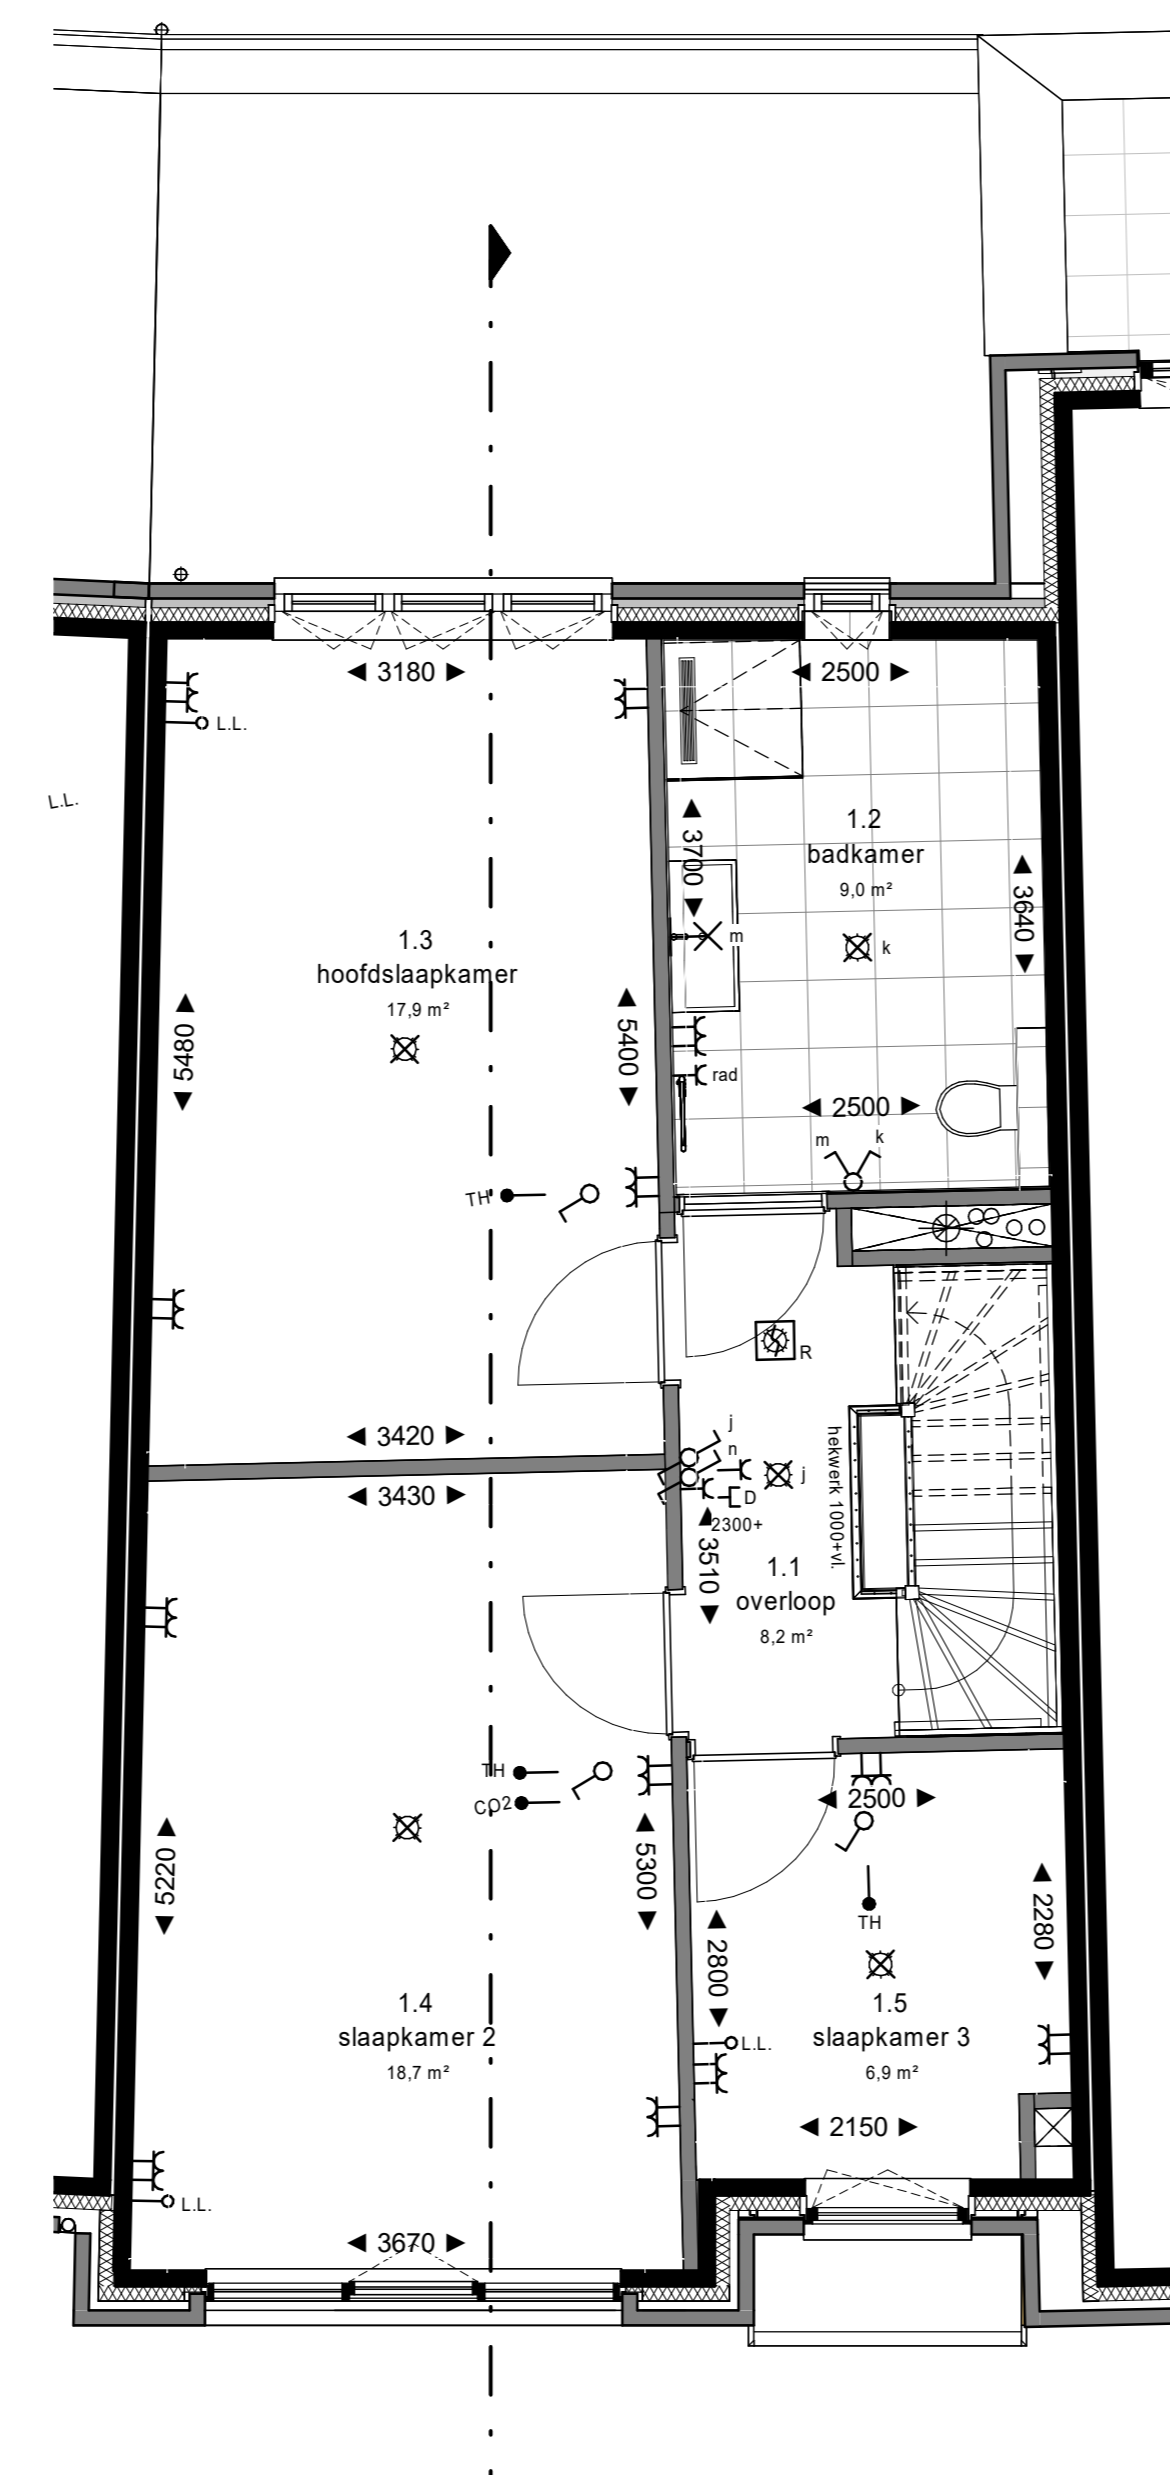 3180
2500
L.L.
L.L.
3700
1.2
badkamer
9,0 m²
3640
m
k
1.3
hoofdslaapkamer
17,9 m²
5480
5400
rad
2500
m
k
TH
R
j
n
3420
hekwerk 1000+vl.
j
D
3430
2300+
3510
1.1
overloop
8,2 m²
TH
CO2
2500
5220
5300
2280
TH
2800
1.4
slaapkamer 2
18,7 m²
L.L.
1.5
slaapkamer 3
6,9 m²
2150
L.L.
3670